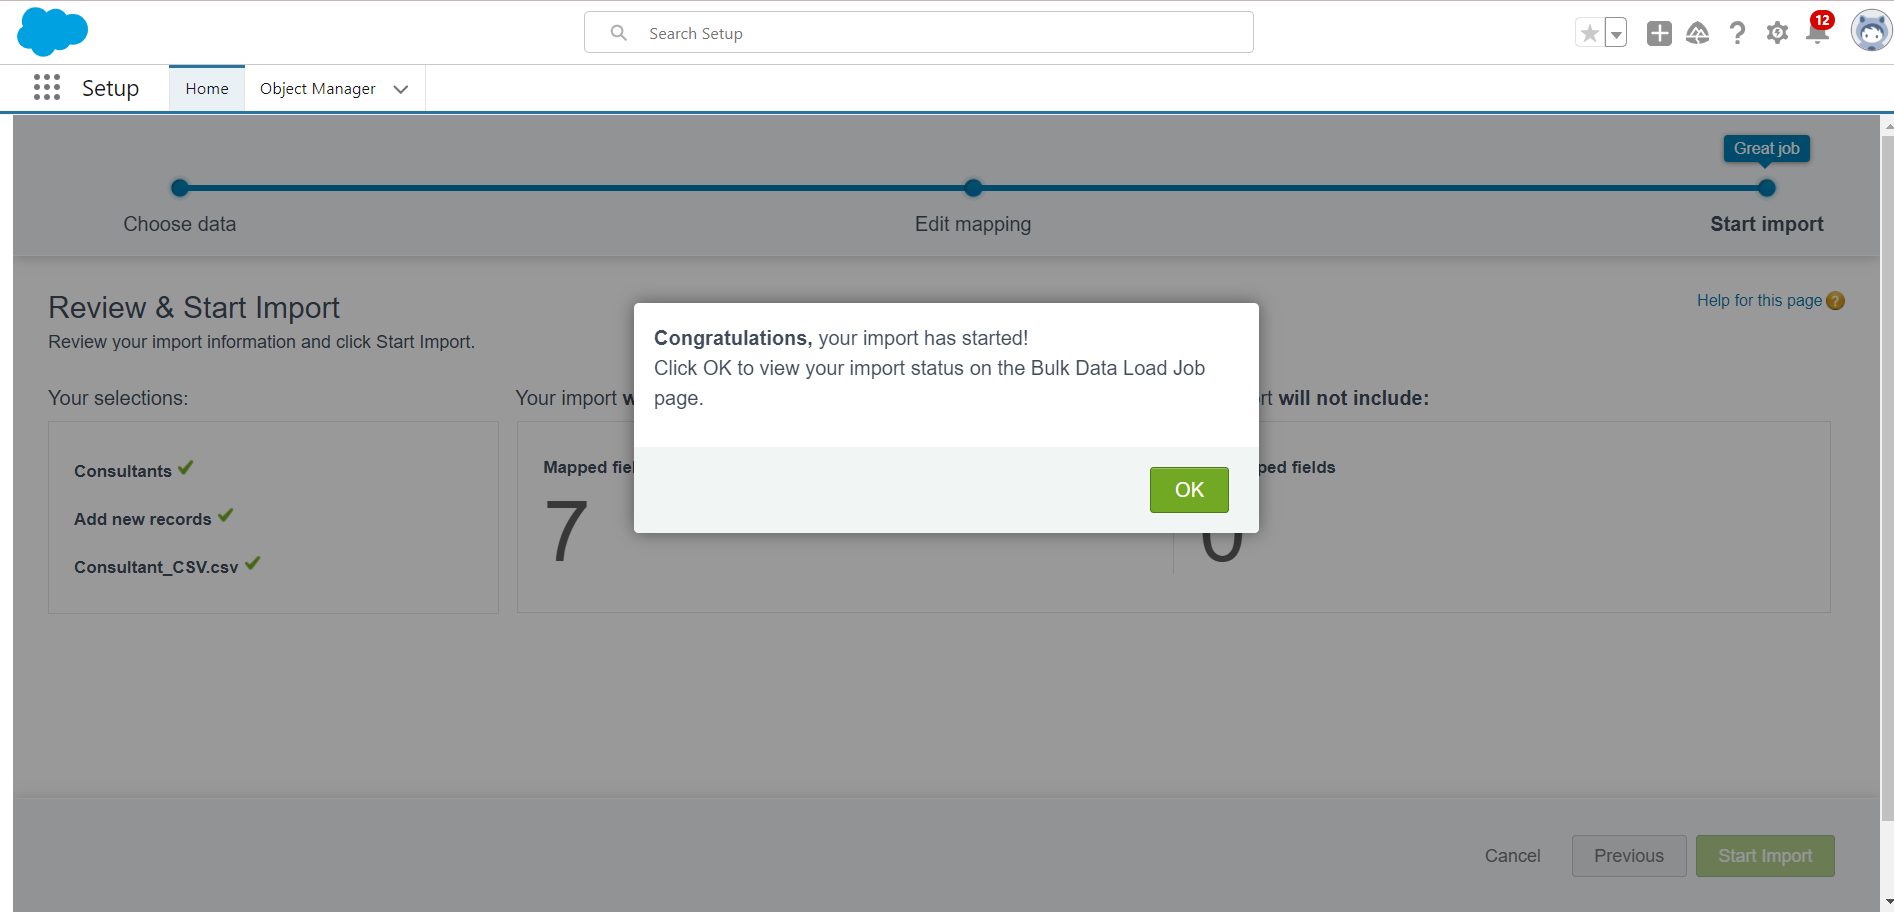 Search Setup
12
Setup
Home
Object Manager
Great job
Choose data
Edit mapping
Start import
Review & Start Import
Help for this page ?
Review your import information and click Start Import.
Congratulations, your import has started!
Click OK to view your import status on the Bulk Data Load Job
page.
OK
Your selections:
Your import w
rt will not include:
Consultants
Add new records
Consultant_CSV.csv
Mapped fiel
7
ped fields
0
Cancel
Previous
Start Import